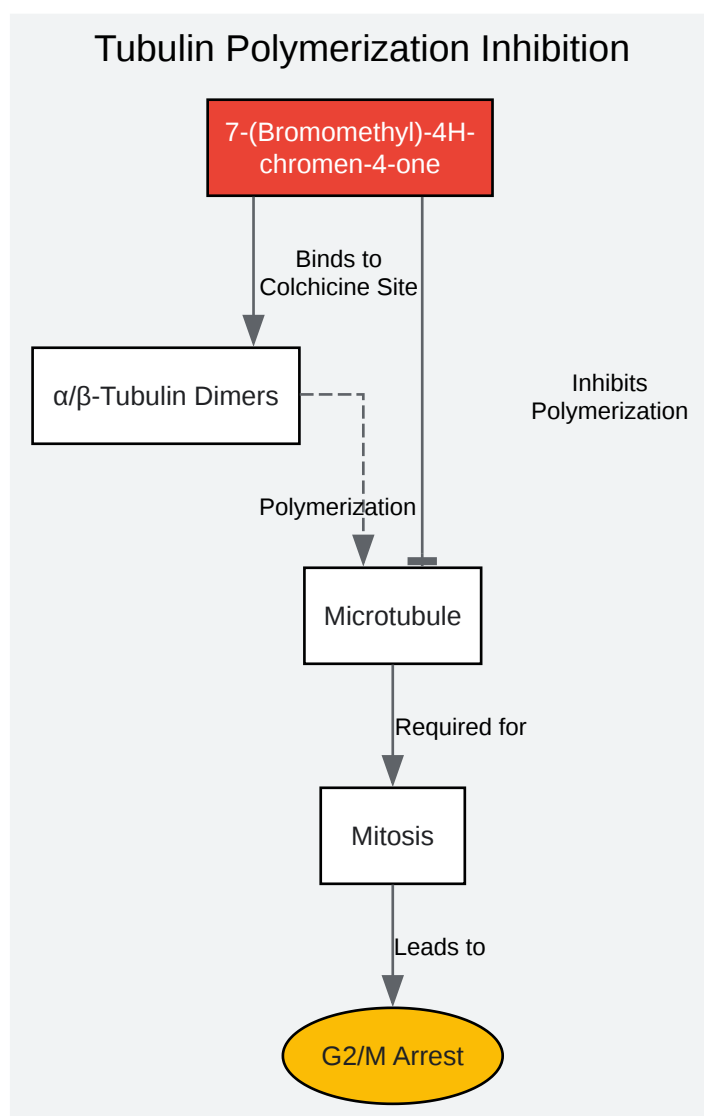 Tubulin Polymerization Inhibition
7-(Bromomethyl)-4H-
chromen-4-one
Binds to
Colchicine Site
α/β-Tubulin Dimers
Inhibits
Polymerization
Polymerization
Microtubule
Required for
Mitosis
Leads to
G2/M Arrest